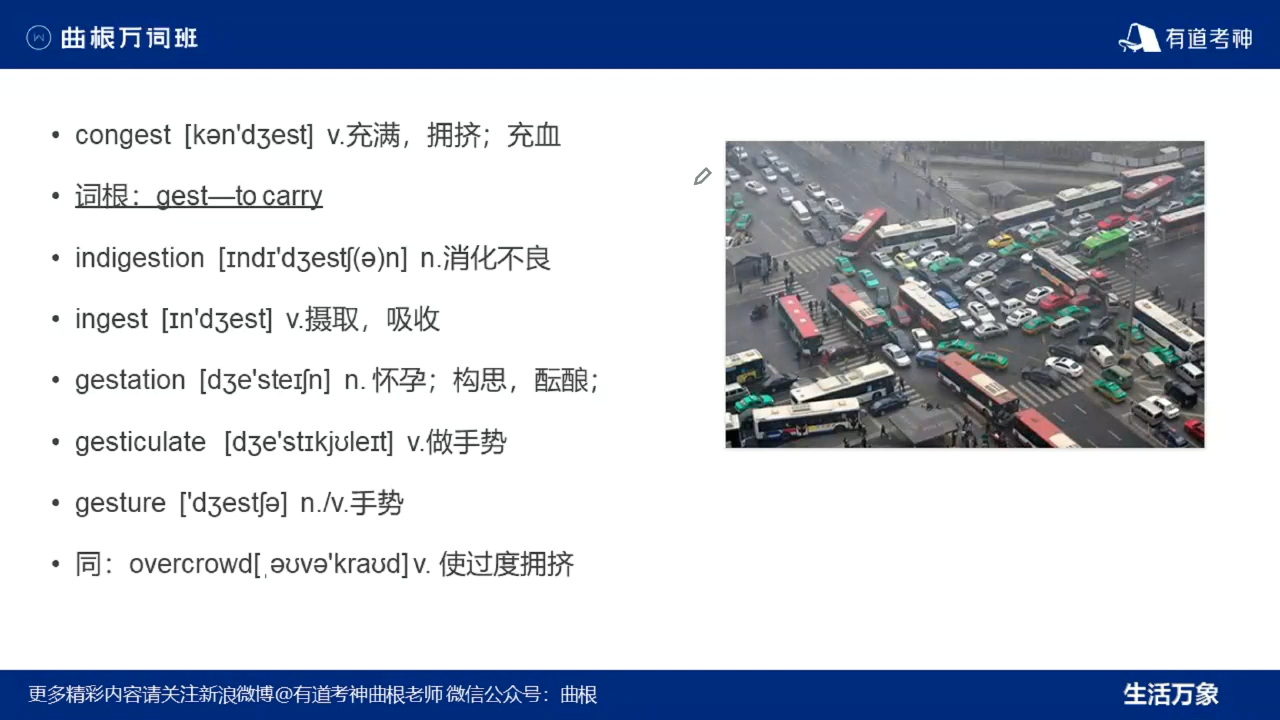 曲根万词班
有道考神
• congest [kən'dʒest] v.充满，拥挤；充血
• 词根：gest—to carry
• indigestion [ɪndɪ'dʒestʃ(ə)n] n.消化不良
• ingest [ɪn'dʒest] v.摄取，吸收
• gestation [dʒe'steɪʃn] n. 怀孕；构思，酝酿；
• gesticulate [dʒe'stɪkjʊleɪt] v.做手势
• gesture ['dʒestʃə] n./v.手势
• 同：overcrowd[ˌəʊvə'kraʊd] v. 使过度拥挤
更多精彩内容请关注新浪微博@有道考神曲根老师 微信公众号：曲根
生活万象